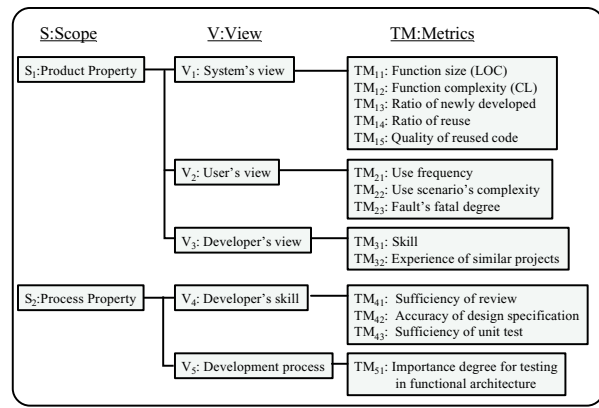 S:Scope V:View TM:Metrics
S₁:Product Property
V₁: System's view
TM₁₁: Function size (LOC)
TM₁₂: Function complexity (CL)
TM₁₃: Ratio of newly developed
TM₁₄: Ratio of reuse
TM₁₅: Quality of reused code
V₂: User's view
TM₂₁: Use frequency
TM₂₂: Use scenario's complexity
TM₂₃: Fault's fatal degree
V₃: Developer's view
TM₃₁: Skill
TM₃₂: Experience of similar projects
S₂:Process Property
V₄: Developer's skill
TM₄₁: Sufficiency of review
TM₄₂: Accuracy of design specification
TM₄₃: Sufficiency of unit test
V₅: Development process
TM₅₁: Importance degree for testing
in functional architecture